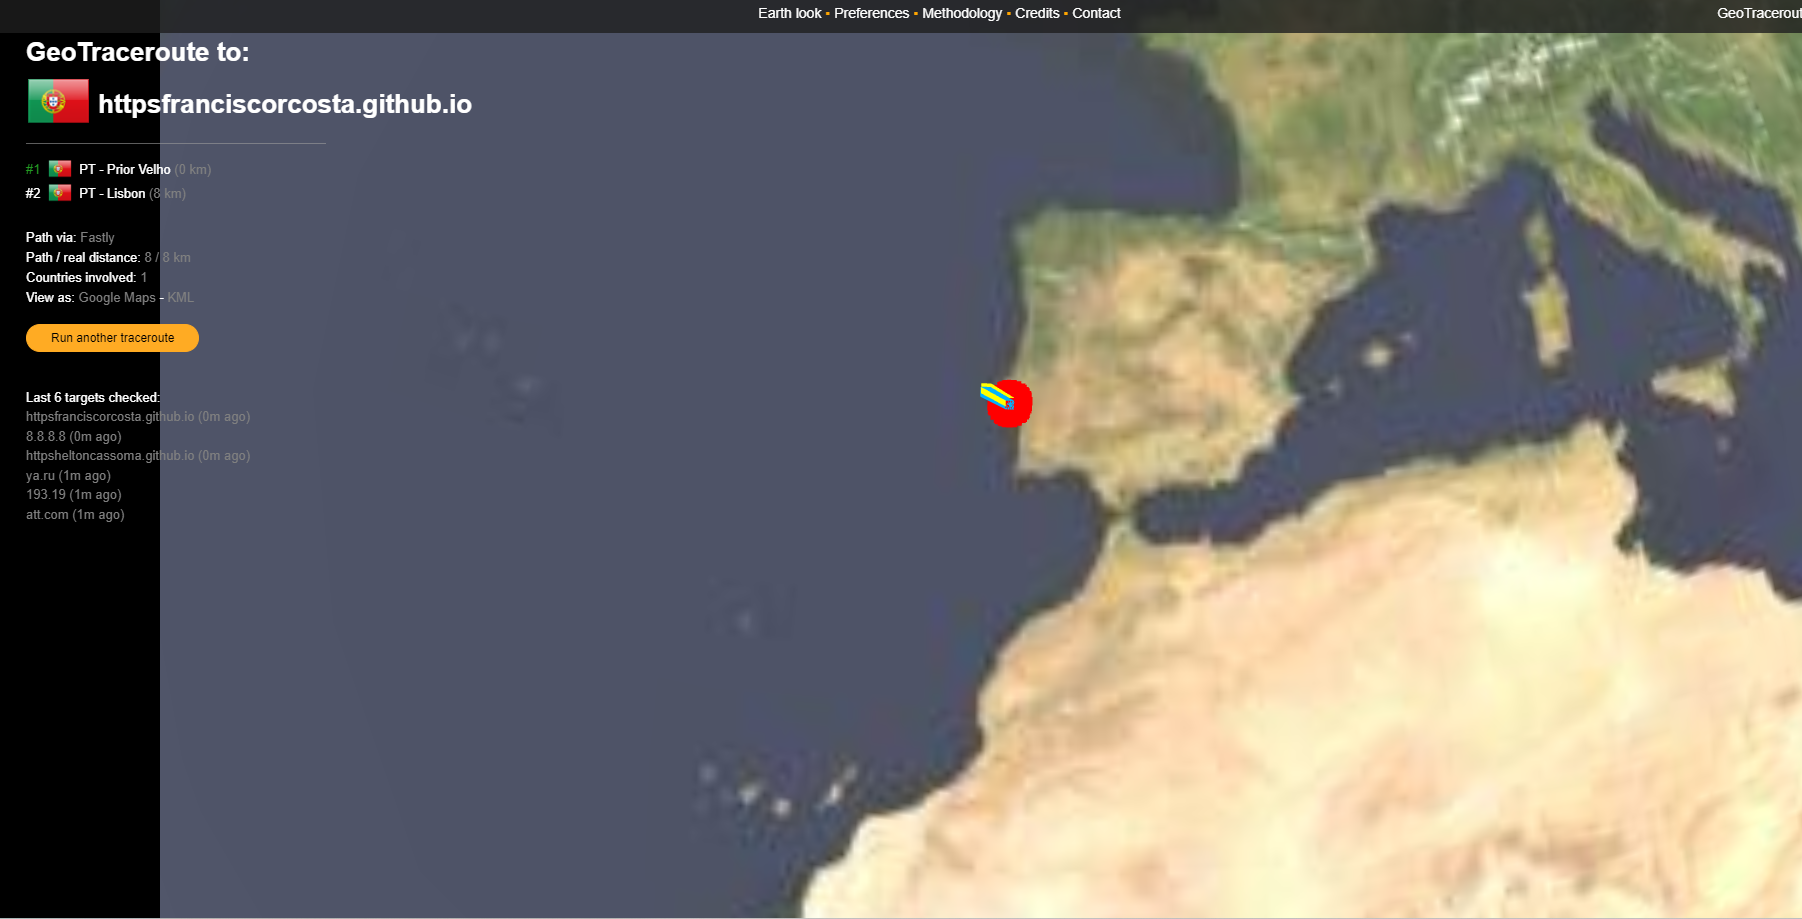 Earth look • Preferences • Methodology • Credits • Contact
GeoTracerout
GeoTraceroute to:
httpsfranciscorcosta.github.io
#1 PT - Prior Velho (0 km)
#2 PT - Lisbon (8 km)
Path via: Fastly
Path / real distance: 8 / 8 km
Countries involved: 1
View as: Google Maps - KML
Run another traceroute
Last 6 targets checked:
httpsfranciscorcosta.github.io (0m ago)
8.8.8.8 (0m ago)
httpsheltoncassoma.github.io (0m ago)
ya.ru (1m ago)
193.19 (1m ago)
att.com (1m ago)